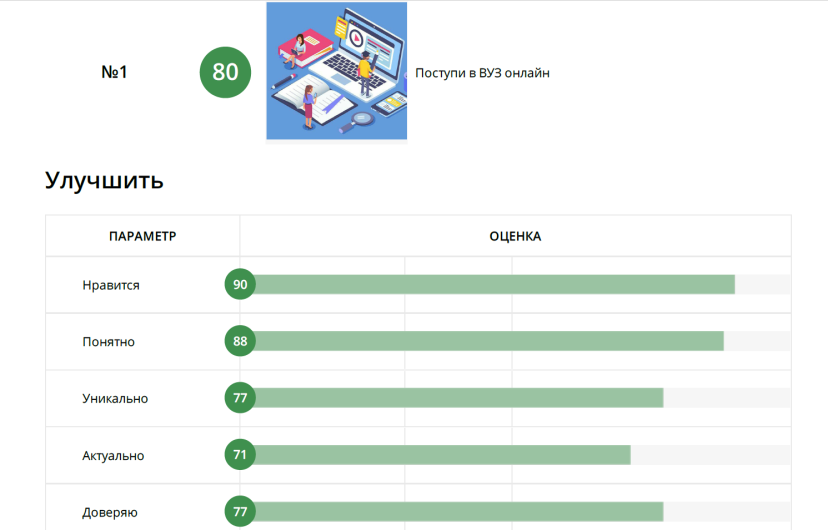 №1
80
Поступи в ВУЗ онлайн
Улучшить
ПАРАМЕТР ОЦЕНКА
Нравится 90
Понятно 88
Уникально 77
Актуально 71
Доверяю 77